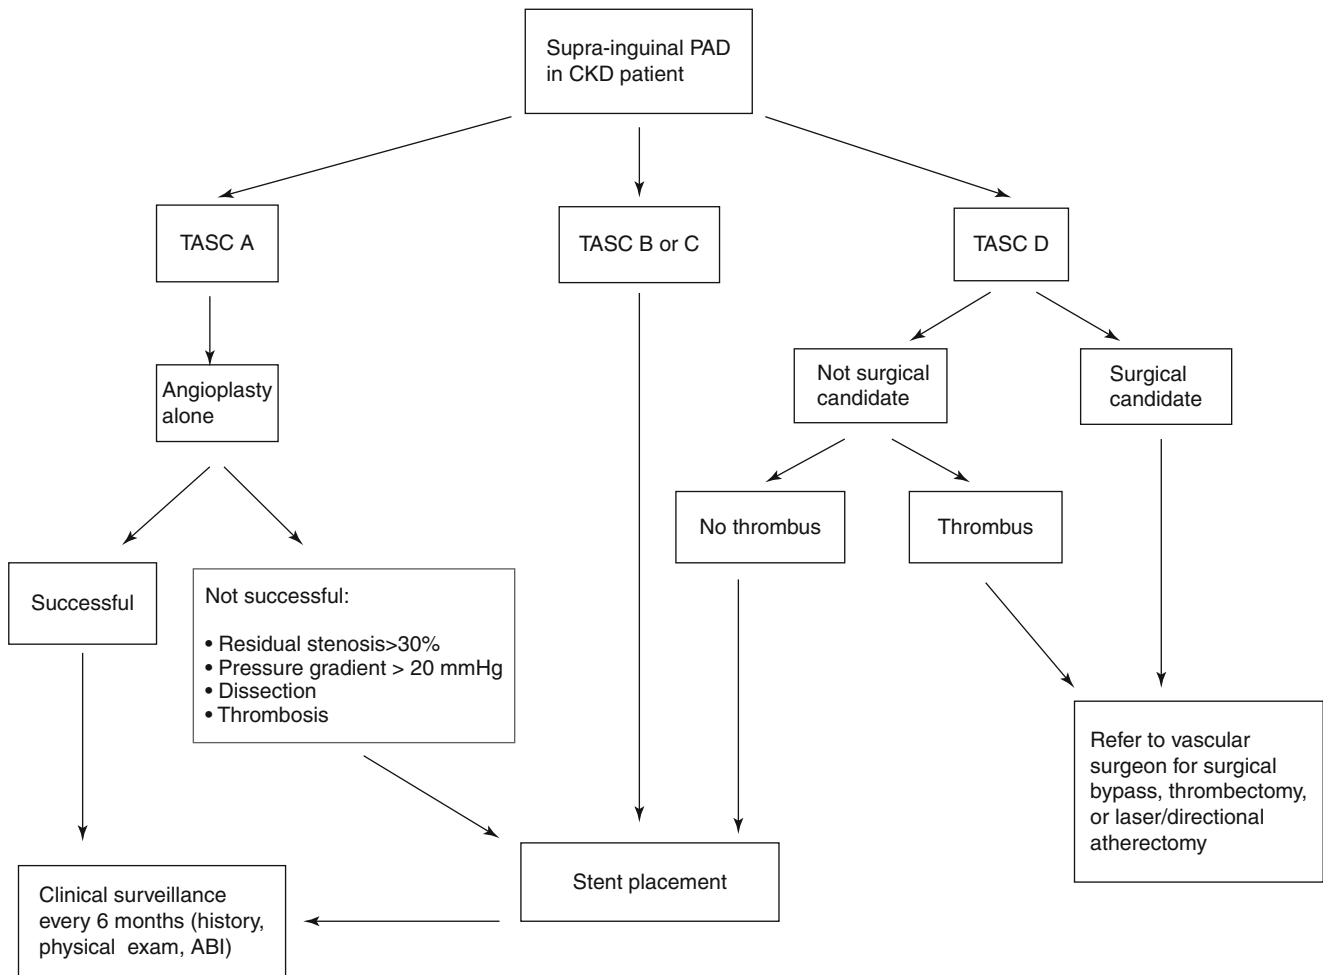 Supra-inguinal PAD
in CKD patient
TASC A
TASC B or C
TASC D
Angioplasty
alone
Not surgical
candidate
Surgical
candidate
No thrombus
Thrombus
Successful
Not successful:
• Residual stenosis>30%
• Pressure gradient > 20 mmHg
• Dissection
• Thrombosis
Refer to vascular
surgeon for surgical
bypass, thrombectomy,
or laser/directional
atherectomy
Stent placement
Clinical surveillance
every 6 months (history,
physical exam, ABI)